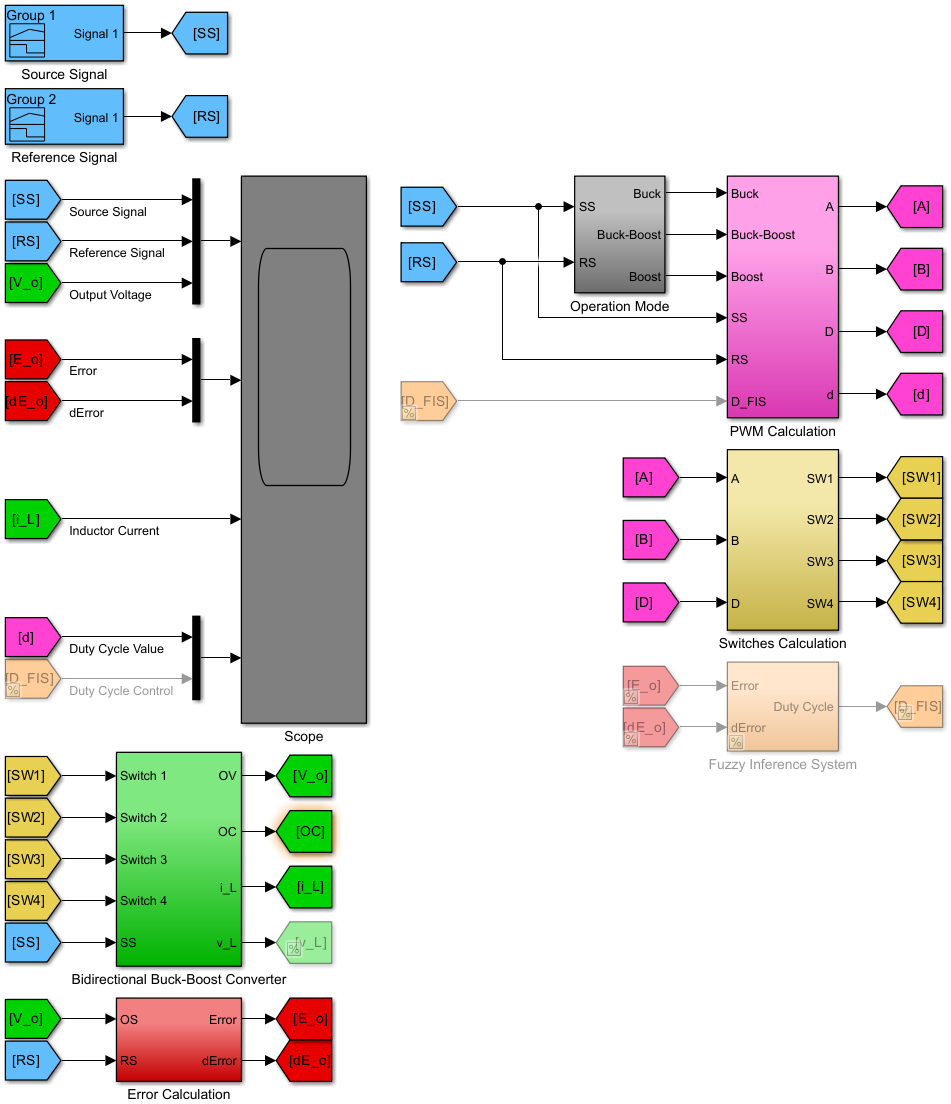 Group 1
Signal 1
[SS]
Source Signal
Group 2
Signal 1
[RS]
Reference Signal
[SS]
Source Signal
[RS]
Reference Signal
[V_o]
Output Voltage
[E_o]
Error
[dE_o]
dError
[i_L]
Inductor Current
[d]
Duty Cycle Value
[D_FIS]
%
Duty Cycle Control
Scope
[SS]
[RS]
SS
RS
Buck
Buck-Boost
Boost
Operation Mode
[D_FIS]
%
Buck
Buck-Boost
Boost
SS
RS
D_FIS
A
B
D
d
PWM Calculation
[A]
[B]
[D]
[d]
[A]
[B]
[D]
A
B
D
SW1
SW2
SW3
SW4
Switches Calculation
[SW1]
[SW2]
[SW3]
[SW4]
[E_o]
%
[dE_o]
%
Error
dError
%
Duty Cycle
Fuzzy Inference System
[D_FIS]
%
[SW1]
[SW2]
[SW3]
[SW4]
[SS]
Switch 1
Switch 2
Switch 3
Switch 4
SS
OV
OC
i_L
v_L
Bidirectional Buck-Boost Converter
[V_o]
[OC]
[i_L]
[v_L]
%
[V_o]
[RS]
OS
RS
Error
dError
Error Calculation
[E_o]
[dE_o]